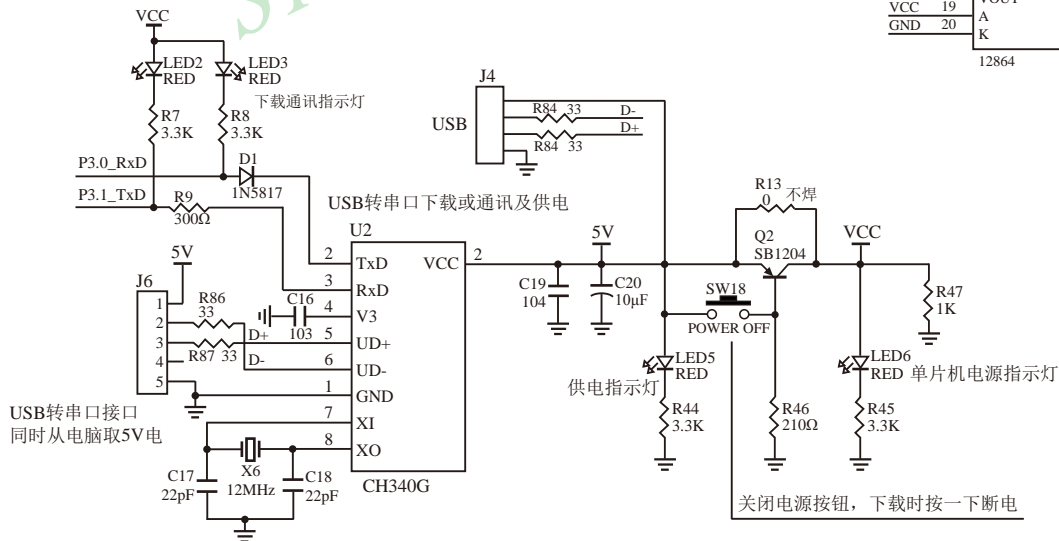 VCC
LED2
RED
LED3
RED
下载通讯指示灯
R7
3.3K
R8
3.3K
P3.0_RxD
D1
1N5817
P3.1_TxD
R9
300Ω
VCC 19
A
GND 20
K
12864
J4
USB
R84 33
D-
D+
R84 33
USB转串口下载或通讯及供电
U2
2
TxD
VCC
2
3
RxD
4
V3
5
UD+
6
UD-
1
GND
7
XI
8
XO
CH340G
5V
J6
1
2
3
4
5
R86
33
R87 33
D+
D-
C16
103
USB转串口接口
同时从电脑取5V电
C17
22pF
X6
12MHz
C18
22pF
5V
C19
104
C20
10μF
R13
0
不焊
Q2
SB1204
VCC
SW18
POWER OFF
R47
1K
LED5
RED
供电指示灯
LED6
RED
单片机电源指示灯
R44
3.3K
R46
210Ω
R45
3.3K
关闭电源按钮，下载时按一下断电